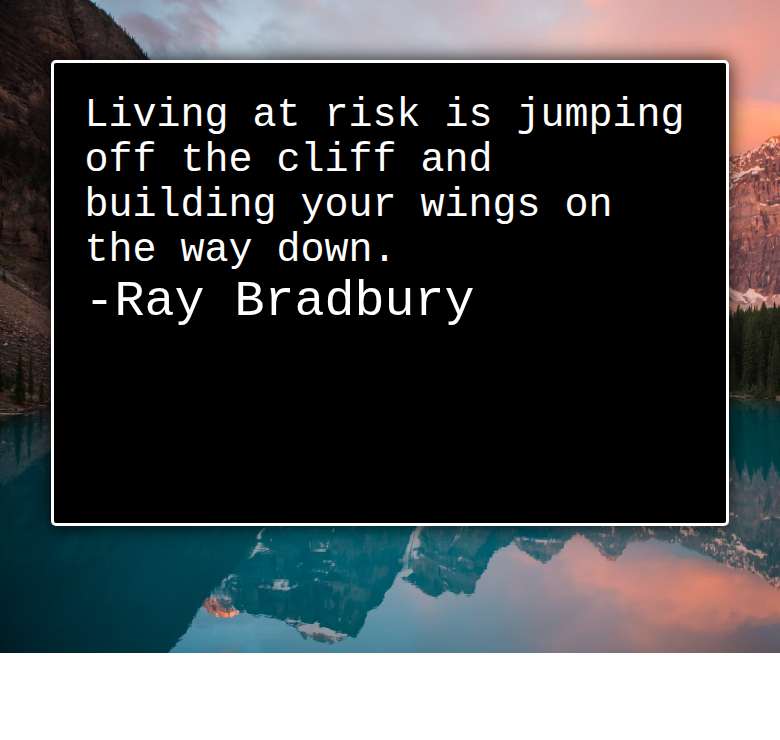 Living at risk is jumping
off the cliff and
building your wings on
the way down.
-Ray Bradbury